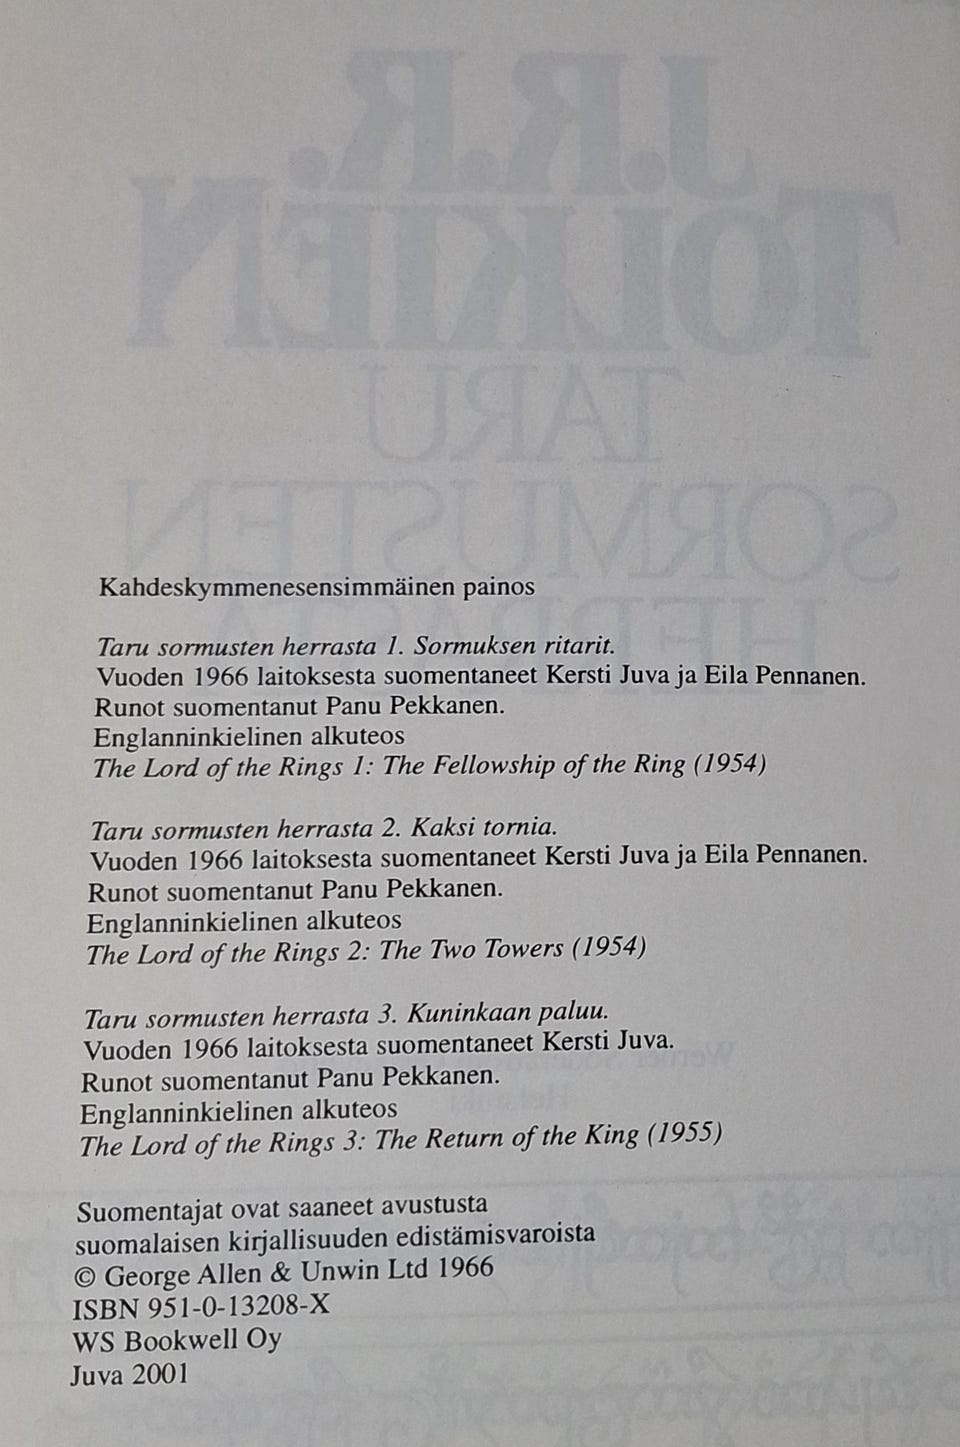 J.R.R.
TOLKIEN
TARU
SORMUSTEN
Kahdeskymmenesensimmäinen painos
Taru sormusten herrasta 1. Sormuksen ritarit.
Vuoden 1966 laitoksesta suomentaneet Kersti Juva ja Eila Pennanen.
Runot suomentanut Panu Pekkanen.
Englanninkielinen alkuteos
The Lord of the Rings 1: The Fellowship of the Ring (1954)
Taru sormusten herrasta 2. Kaksi tornia.
Vuoden 1966 laitoksesta suomentaneet Kersti Juva ja Eila Pennanen.
Runot suomentanut Panu Pekkanen.
Englanninkielinen alkuteos
The Lord of the Rings 2: The Two Towers (1954)
Taru sormusten herrasta 3. Kuninkaan paluu.
Vuoden 1966 laitoksesta suomentaneet Kersti Juva.
Runot suomentanut Panu Pekkanen.
Englanninkielinen alkuteos
The Lord of the Rings 3: The Return of the King (1955)
Suomentajat ovat saaneet avustusta
suomalaisen kirjallisuuden edistämisvaroista
© George Allen & Unwin Ltd 1966
ISBN 951-0-13208-X
WS Bookwell Oy
Juva 2001